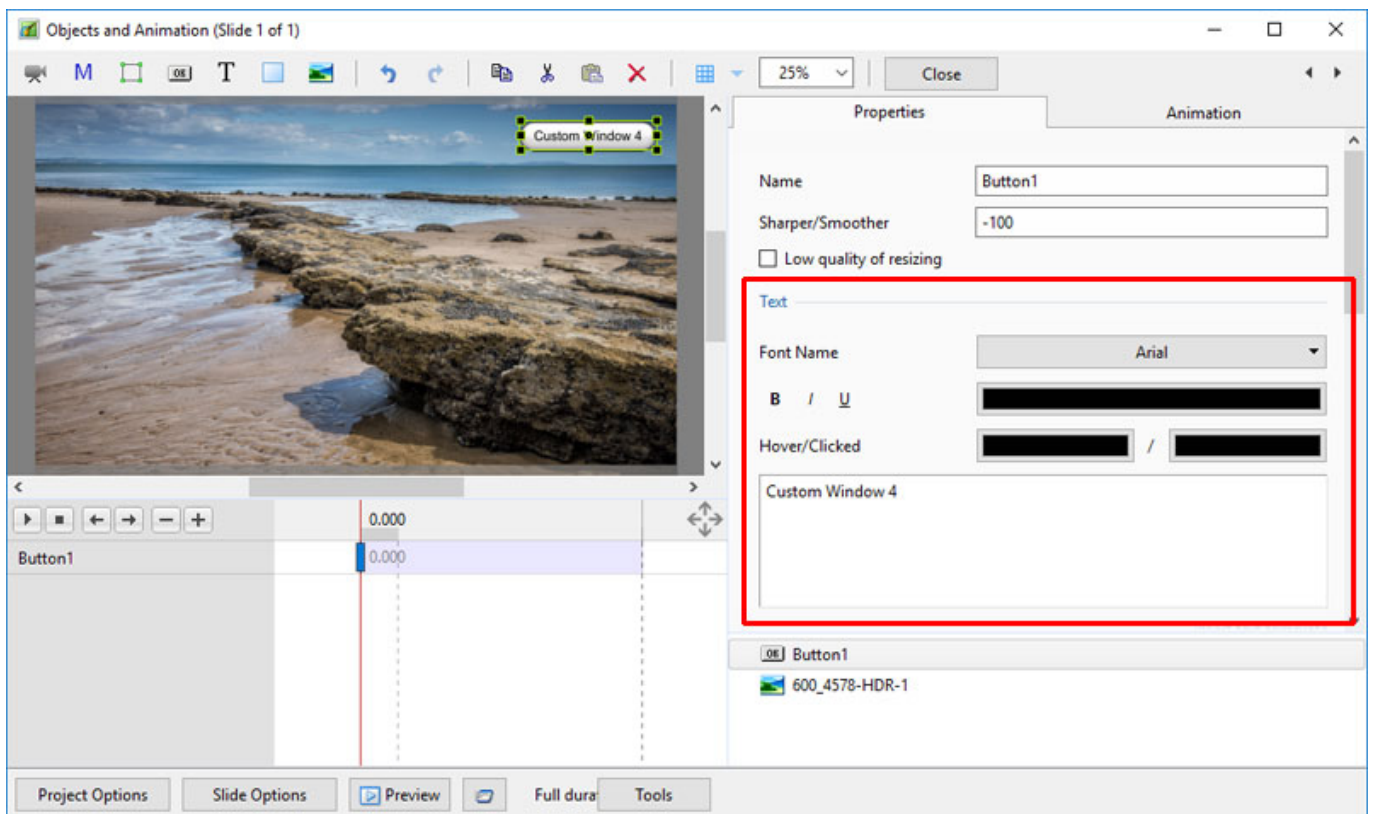 Objects and Animation (Slide 1 of 1)
M OK T 25% Close
Custom Window 4
Properties Animation
Name Button1
Sharper/Smoother -100
Low quality of resizing
Text
Font Name Arial
B I U
Hover/Clicked /
Custom Window 4
0.000
Button1 0.000
OK Button1
600_4578-HDR-1
Project Options Slide Options Preview Full dura Tools